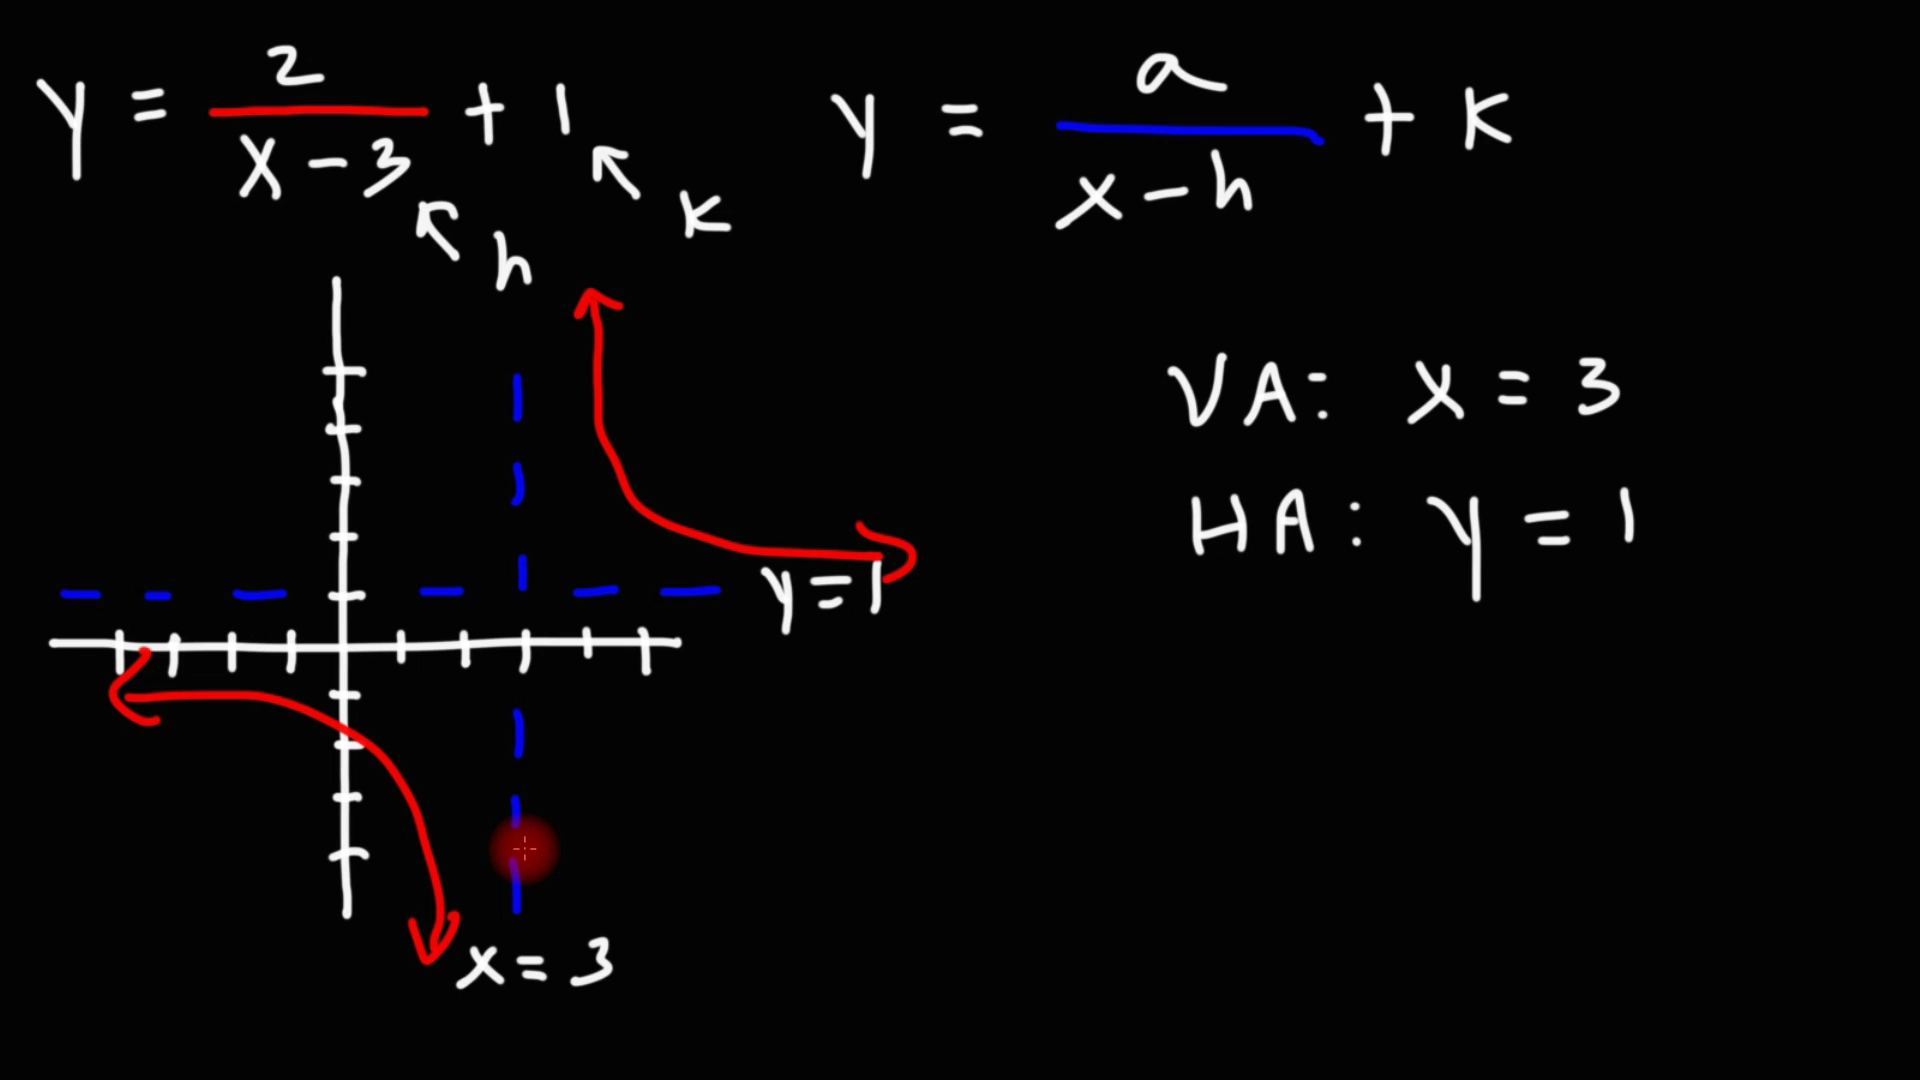 y = 2/(x - 3) + 1
y = a/(x - h) + k
k
h
VA: x = 3
HA: y = 1
y = 1
x = 3